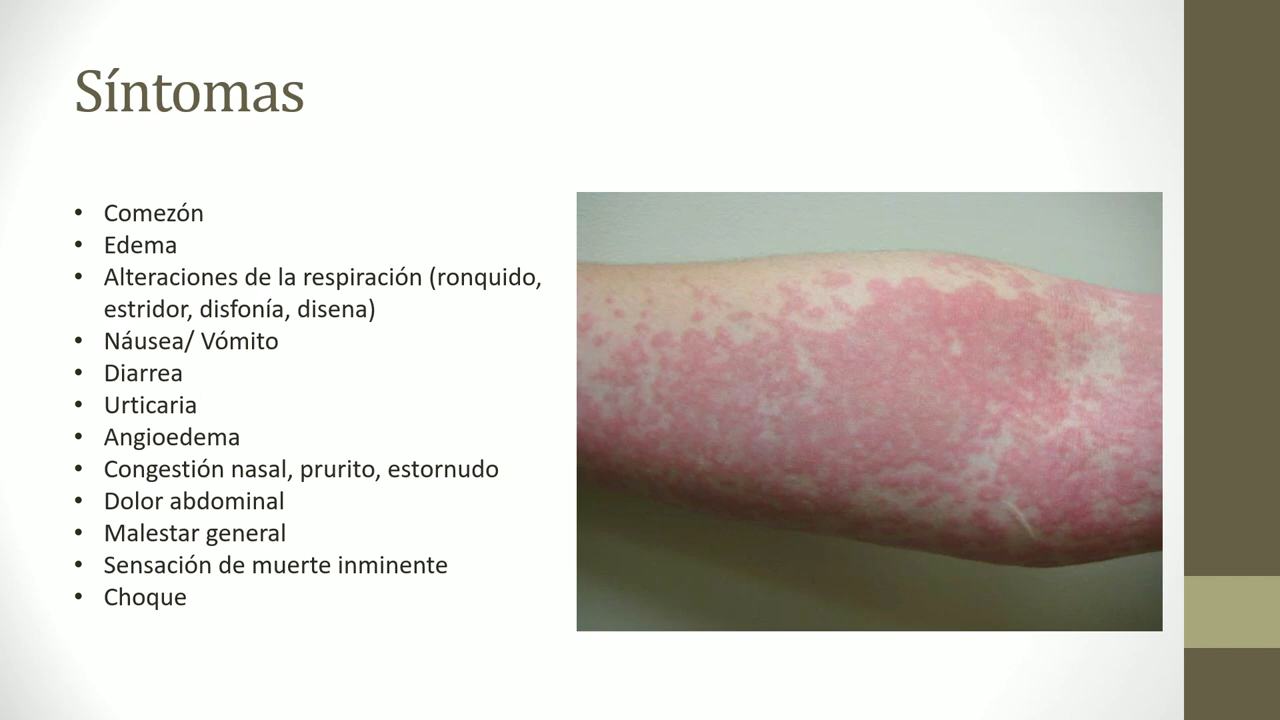 Síntomas
• Comezón
• Edema
• Alteraciones de la respiración (ronquido,
estridor, disfonía, disena)
• Náusea/ Vómito
• Diarrea
• Urticaria
• Angioedema
• Congestión nasal, prurito, estornudo
• Dolor abdominal
• Malestar general
• Sensación de muerte inminente
• Choque